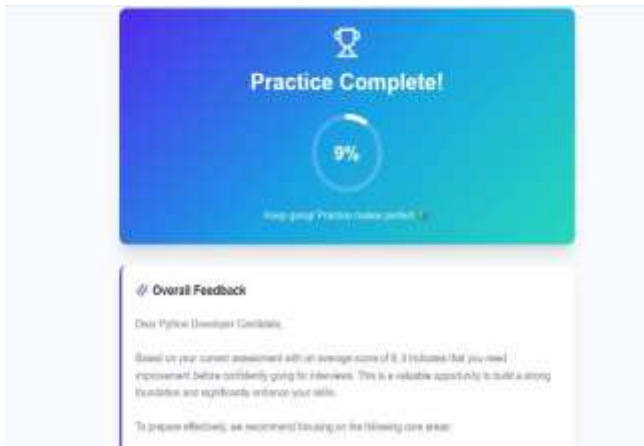 Practice Complete!
9%
Keep going! Practice makes perfect!
Overall Feedback
Dear Python Developer Candidate,
Based on your current assessment with an average score of 9, it indicates that you need
improvement before confidently going for interviews. This is a valuable opportunity to build a strong
foundation and significantly enhance your skills.
To prepare effectively, we recommend focusing on the following core areas: